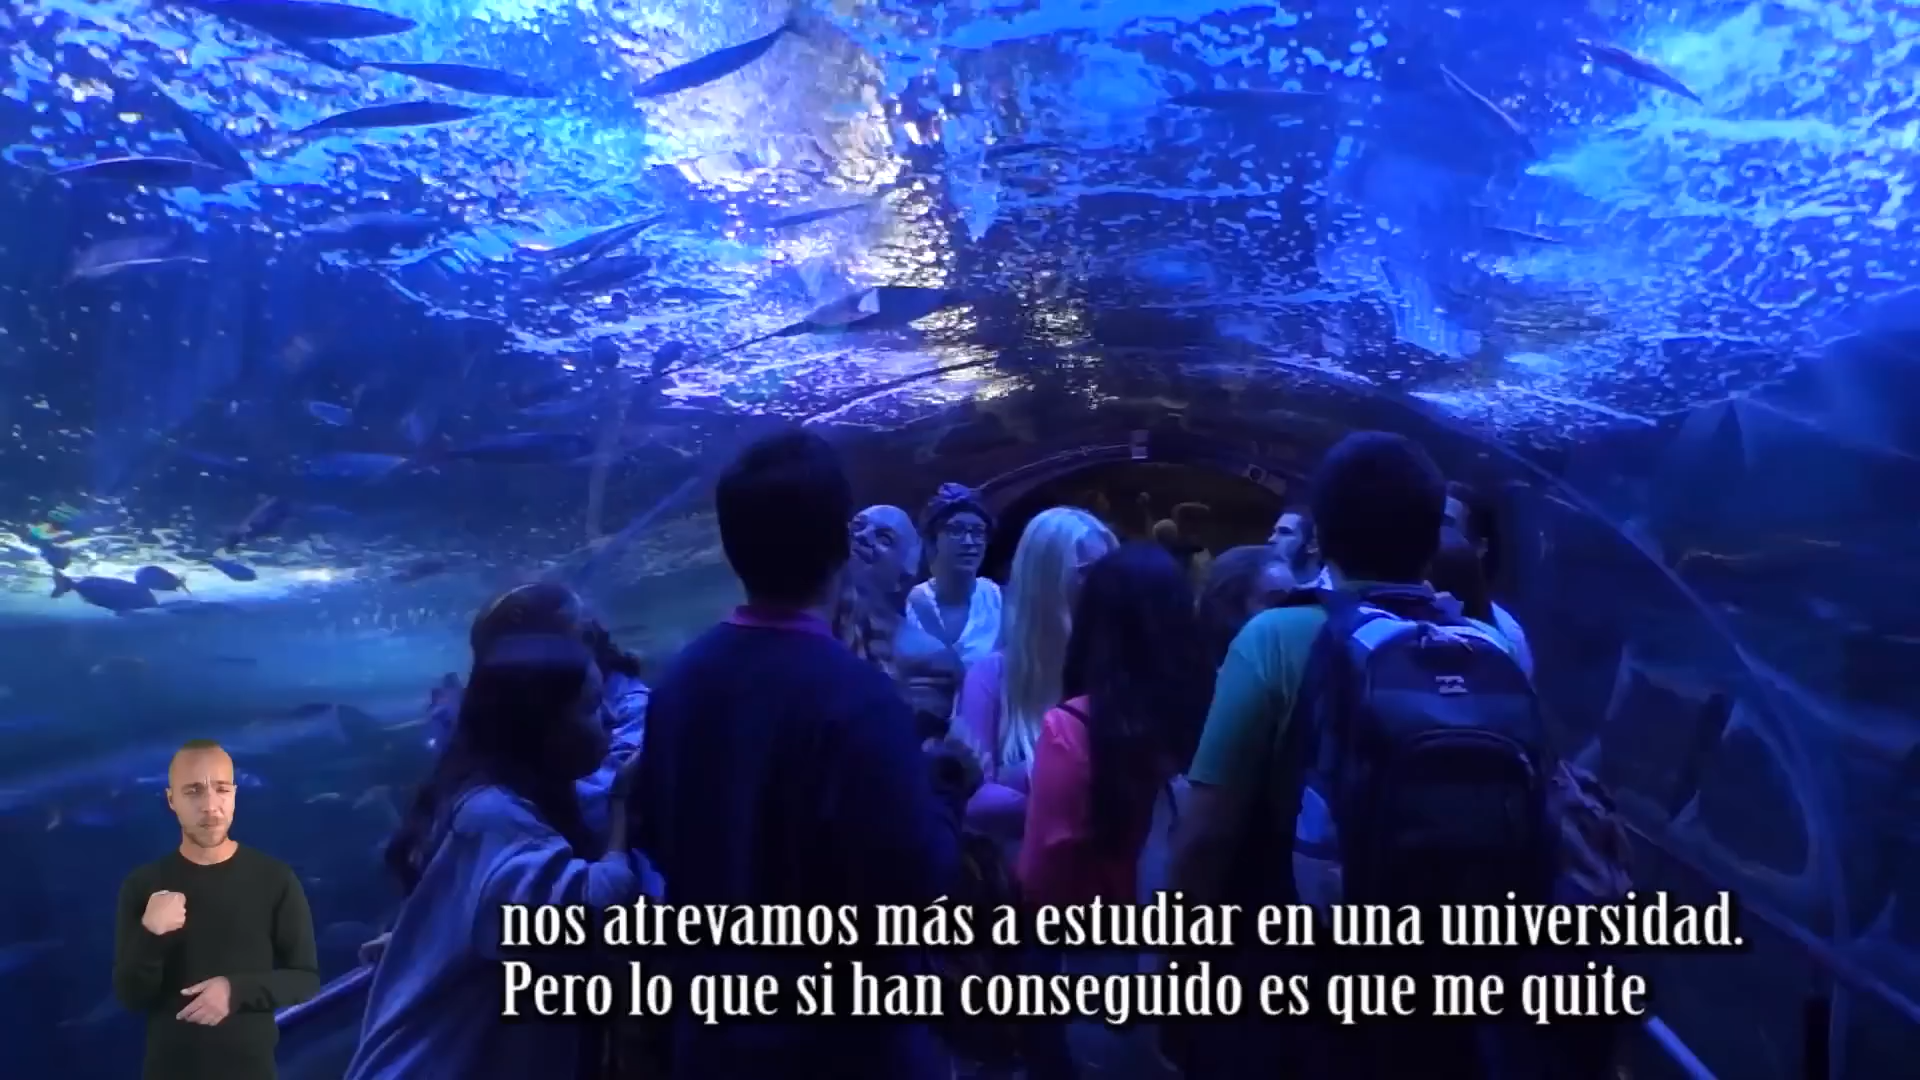 nos atrevamos más a estudiar en una universidad.
Pero lo que si han conseguido es que me quite